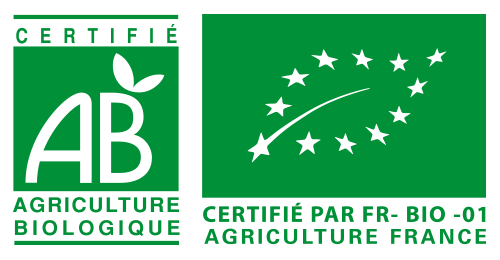 CERTIFIÉ
AB
AGRICULTURE
BIOLOGIQUE
CERTIFIÉ PAR FR- BIO -01
AGRICULTURE FRANCE